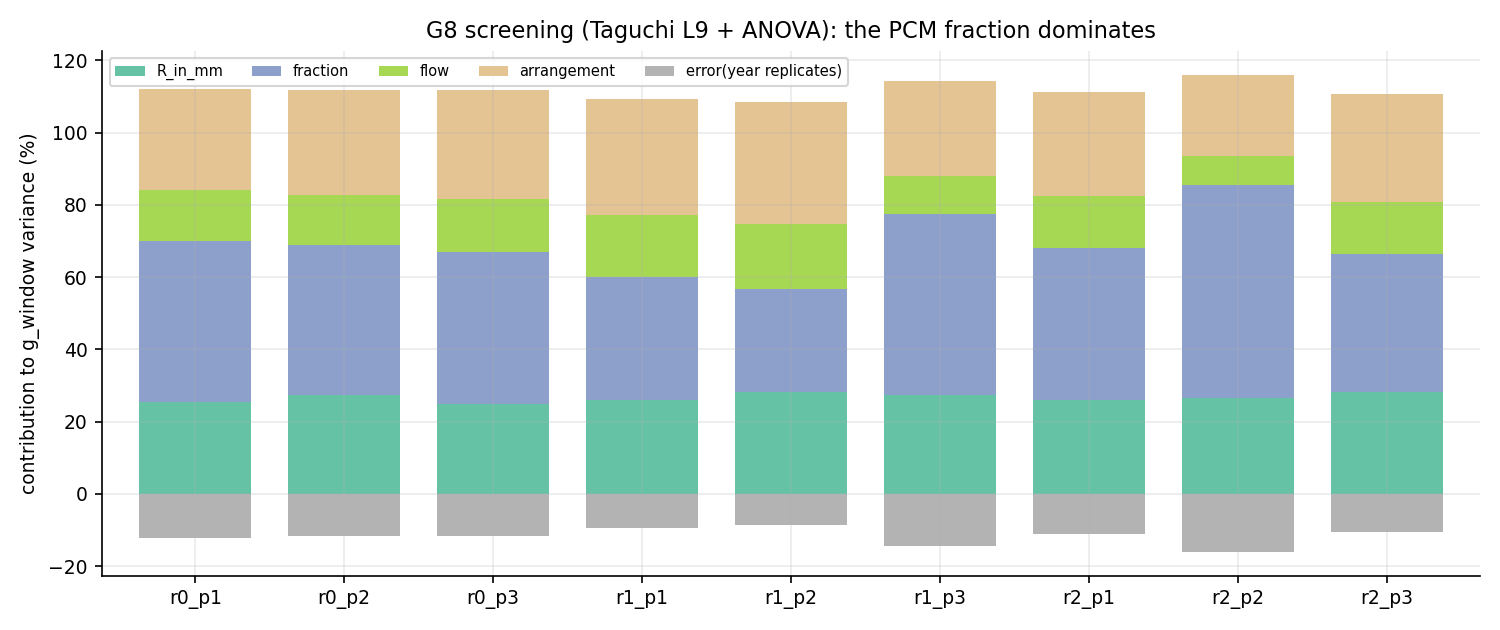 G8 screening (Taguchi L9 + ANOVA): the PCM fraction dominates
R_in_mm fraction flow arrangement error(year replicates)
contribution to g_window variance (%)
120
100
80
60
40
20
0
−20
r0_p1 r0_p2 r0_p3 r1_p1 r1_p2 r1_p3 r2_p1 r2_p2 r2_p3